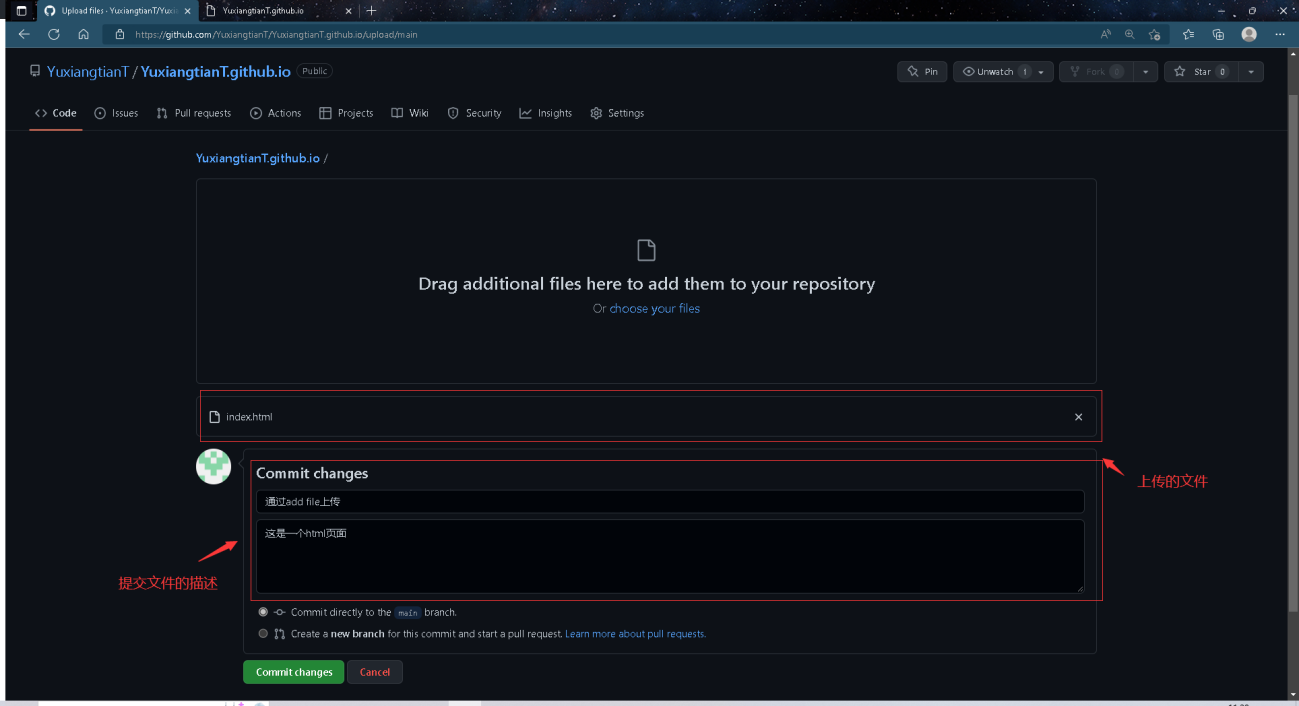 Upload files · YuxiangtianT/Yuxi
YuxiangtianT.github.io
https://github.com/YuxiangtianT/YuxiangtianT.github.io/upload/main
YuxiangtianT / YuxiangtianT.github.io Public
Pin Unwatch 1 Fork 0 Star 0
Code Issues Pull requests Actions Projects Wiki Security Insights Settings
YuxiangtianT.github.io /
Drag additional files here to add them to your repository
Or choose your files
index.html
Commit changes
上传的文件
通过add file上传
这是一个html页面
提交文件的描述
Commit directly to the main branch.
Create a new branch for this commit and start a pull request. Learn more about pull requests.
Commit changes Cancel